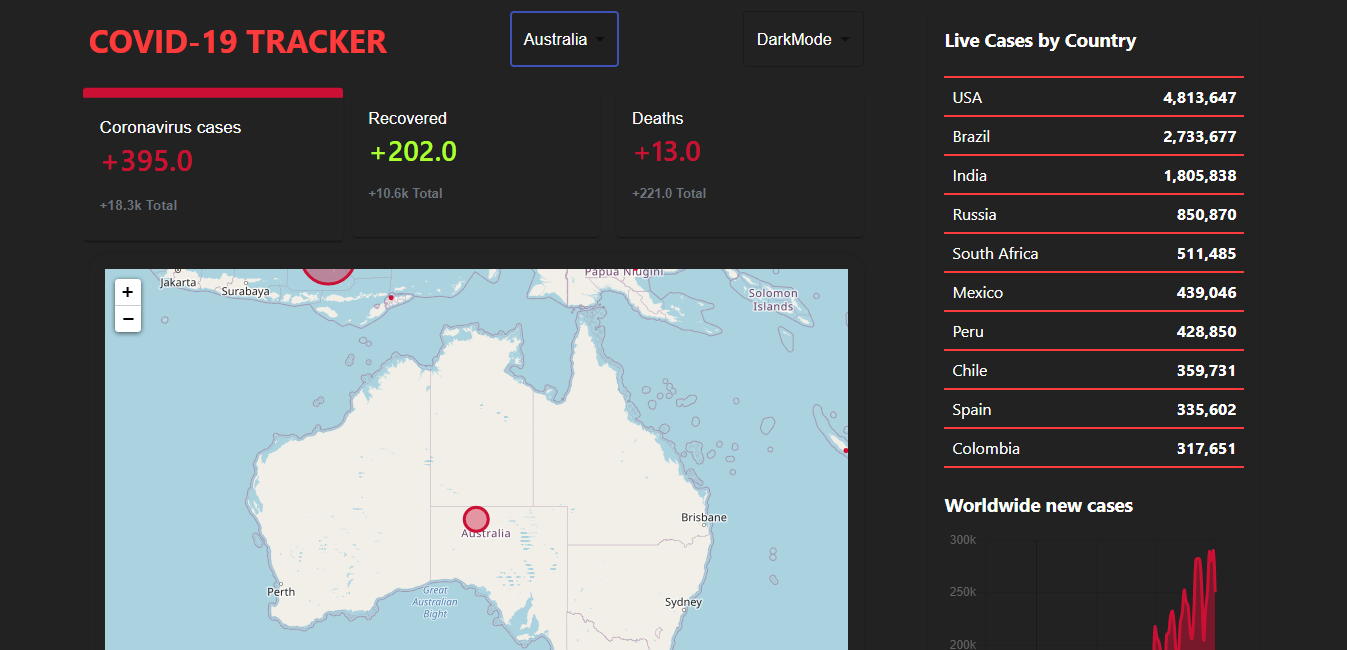 COVID-19 TRACKER
Australia
DarkMode
Coronavirus cases
+395.0
+18.3k Total
Recovered
+202.0
+10.6k Total
Deaths
+13.0
+221.0 Total
+
−
Jakarta
Surabaya
Papua Niugini
Solomon
Islands
Australia
Brisbane
Perth
Great
Australian
Bight
Sydney
Live Cases by Country
USA 4,813,647
Brazil 2,733,677
India 1,805,838
Russia 850,870
South Africa 511,485
Mexico 439,046
Peru 428,850
Chile 359,731
Spain 335,602
Colombia 317,651
Worldwide new cases
300k
250k
200k